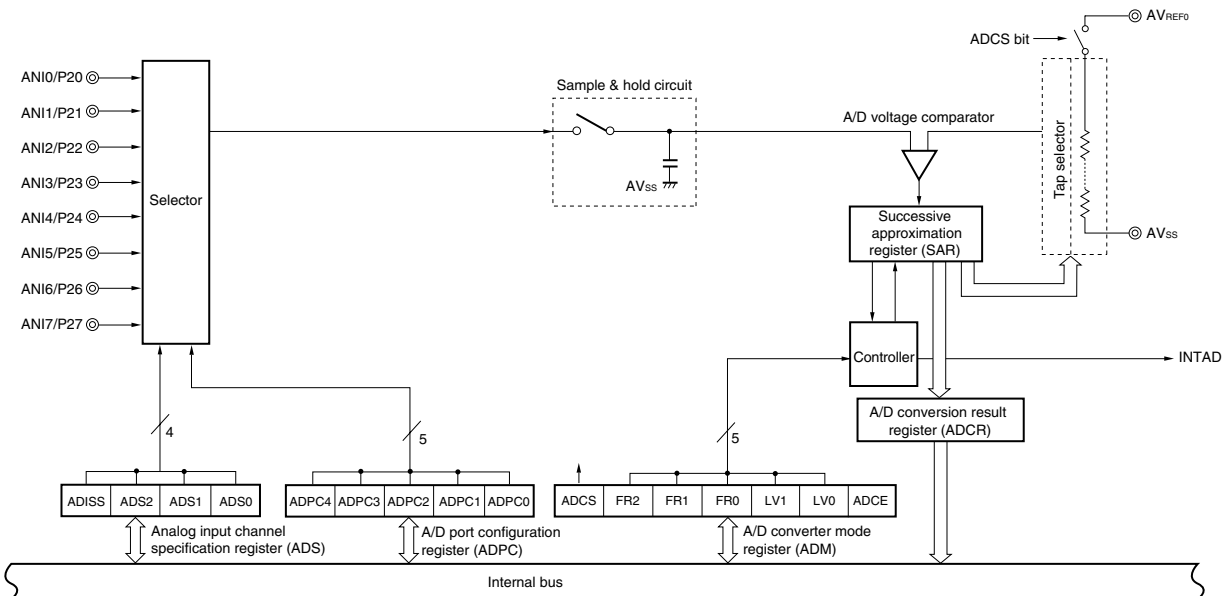 AVREF0
ADCS bit
ANI0/P20
ANI1/P21
ANI2/P22
ANI3/P23
ANI4/P24
ANI5/P25
ANI6/P26
ANI7/P27
Selector
Sample & hold circuit
AVSS
A/D voltage comparator
Tap selector
AVSS
Successive
approximation
register (SAR)
Controller
INTAD
A/D conversion result
register (ADCR)
4
5
5
ADISS ADS2 ADS1 ADS0
ADPC4 ADPC3 ADPC2 ADPC1 ADPC0
ADCS FR2 FR1 FR0 LV1 LV0 ADCE
Analog input channel
specification register (ADS)
A/D port configuration
register (ADPC)
A/D converter mode
register (ADM)
Internal bus